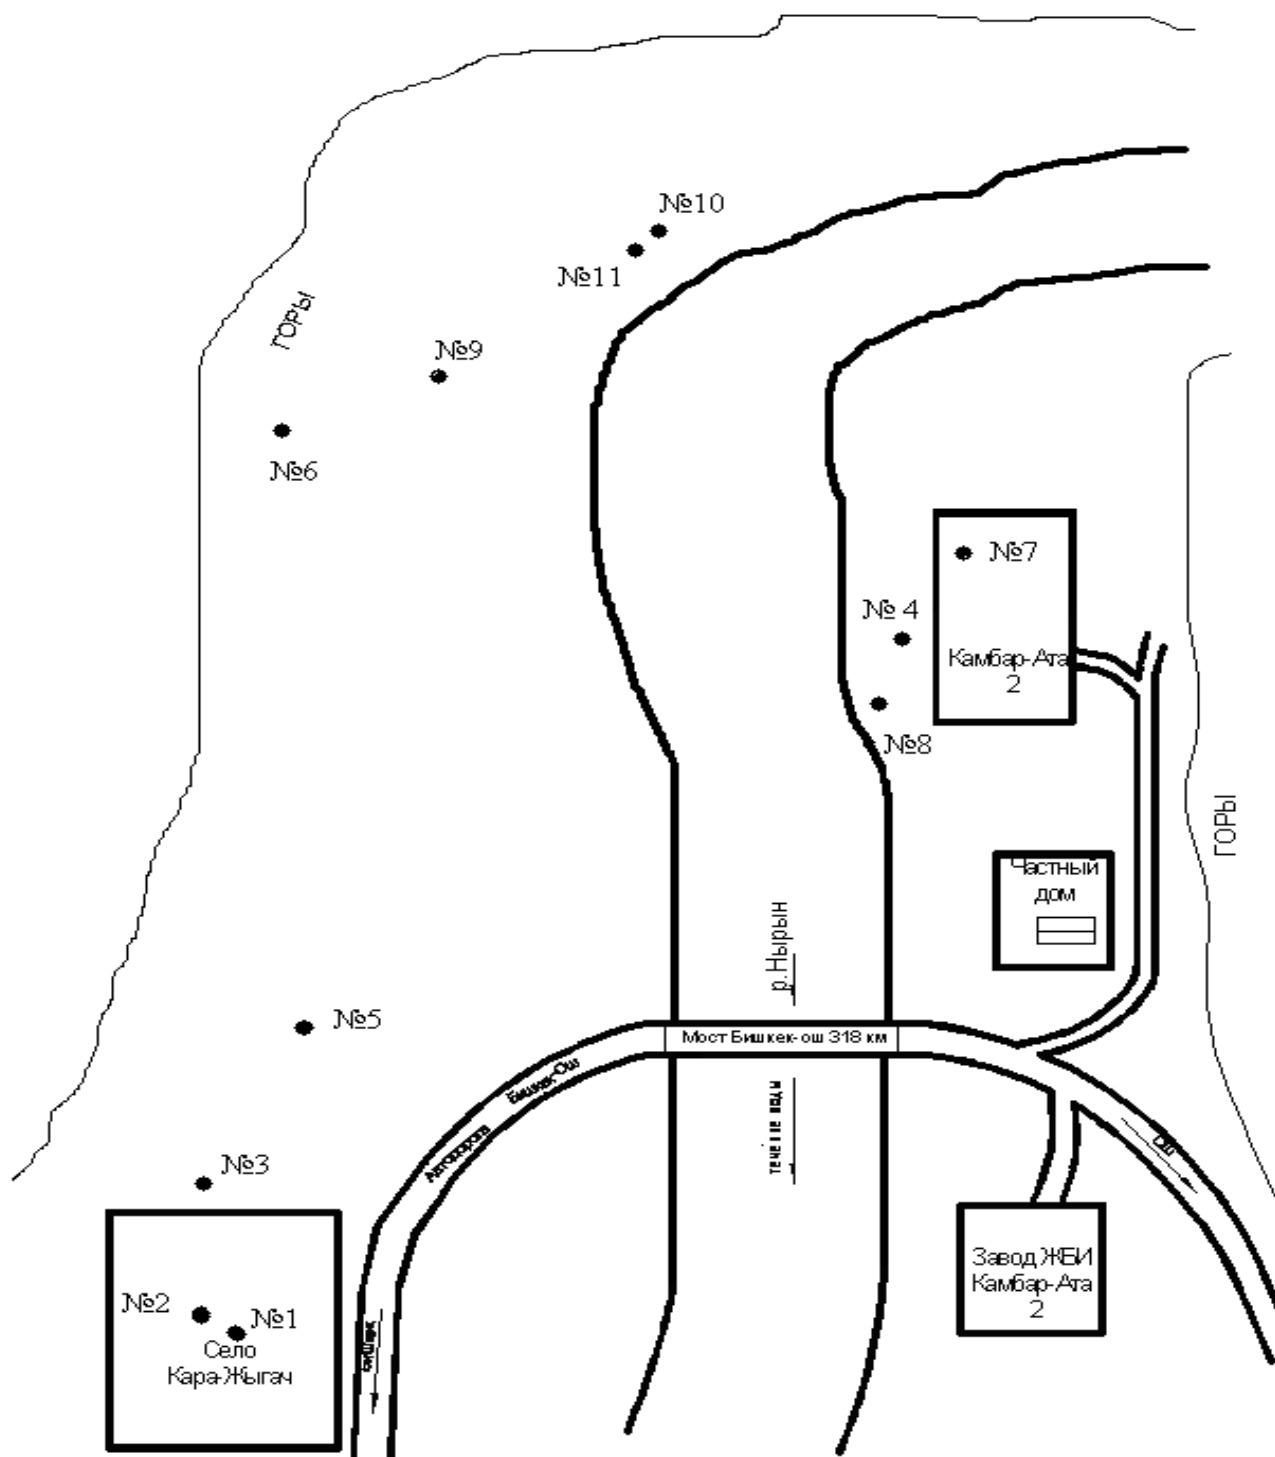 №10
№11
ГОРЫ
№9
№6
№7
№ 4
Камбар-Ата
2
№8
ГОРЫ
Частный
дом
р.Нырын
№5
Мост Бишкек-ош 318 км
Автодорога Бишкек-Ош
течение воды
Ош
№3
№2
№1
Село
Кара-Жыгач
Бишкек
Завод ЖБИ
Камбар-Ата
2